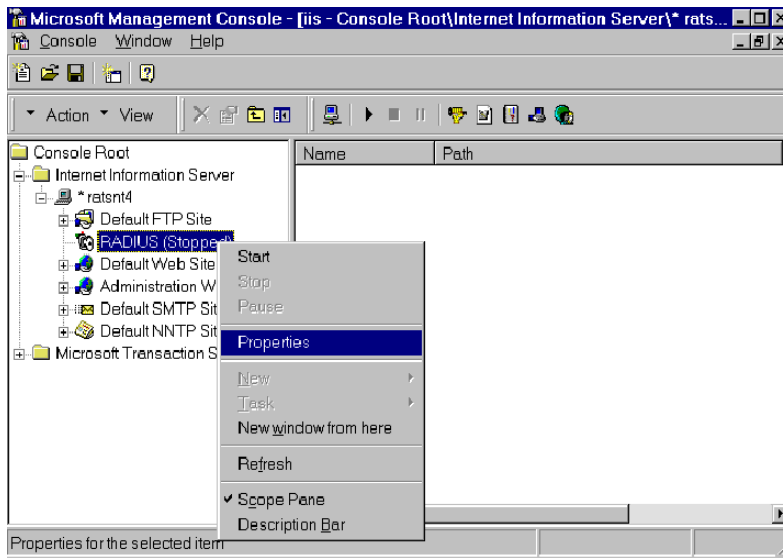 Microsoft Management Console - [iis - Console Root\Internet Information Server\* rats...
Console Window Help
Action View
Console Root
Internet Information Server
* ratsnt4
Default FTP Site
RADIUS (Stopped)
Default Web Site
Administration W
Default SMTP Sit
Default NNTP Sit
Microsoft Transaction S
Name Path
Start
Stop
Pause
Properties
New
Task
New window from here
Refresh
Scope Pane
Description Bar
Properties for the selected item